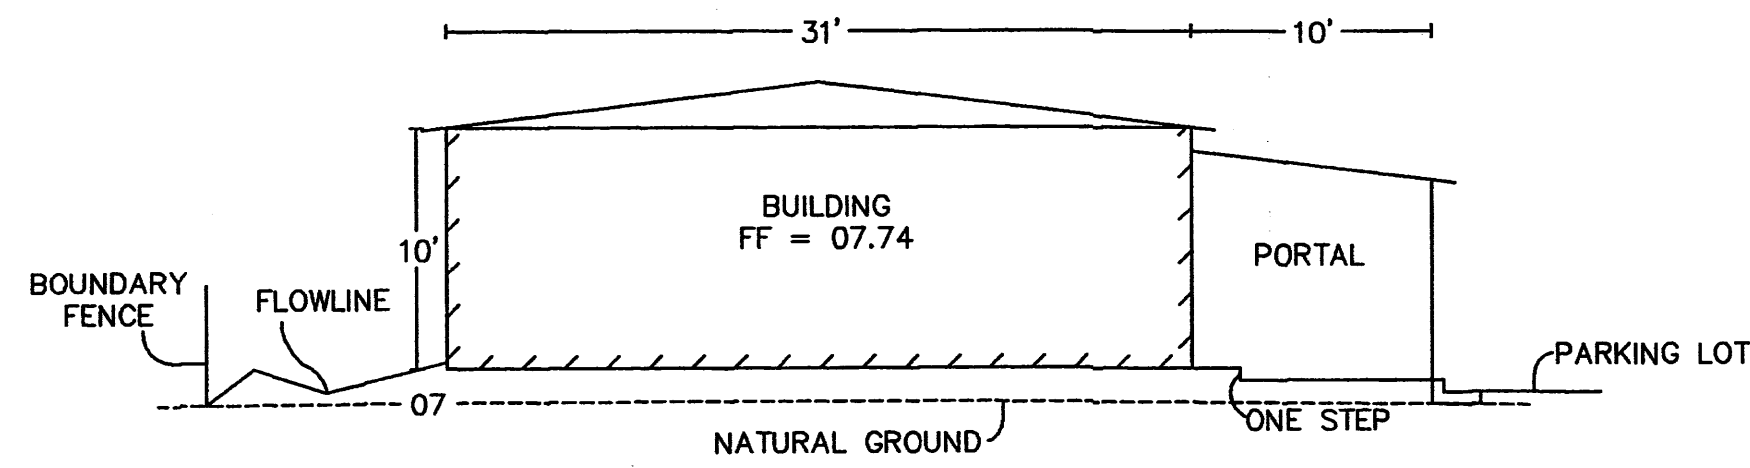 31'
10'
BUILDING
FF = 07.74
10'
PORTAL
BOUNDARY
FENCE
FLOWLINE
PARKING LOT
07
ONE STEP
NATURAL GROUND